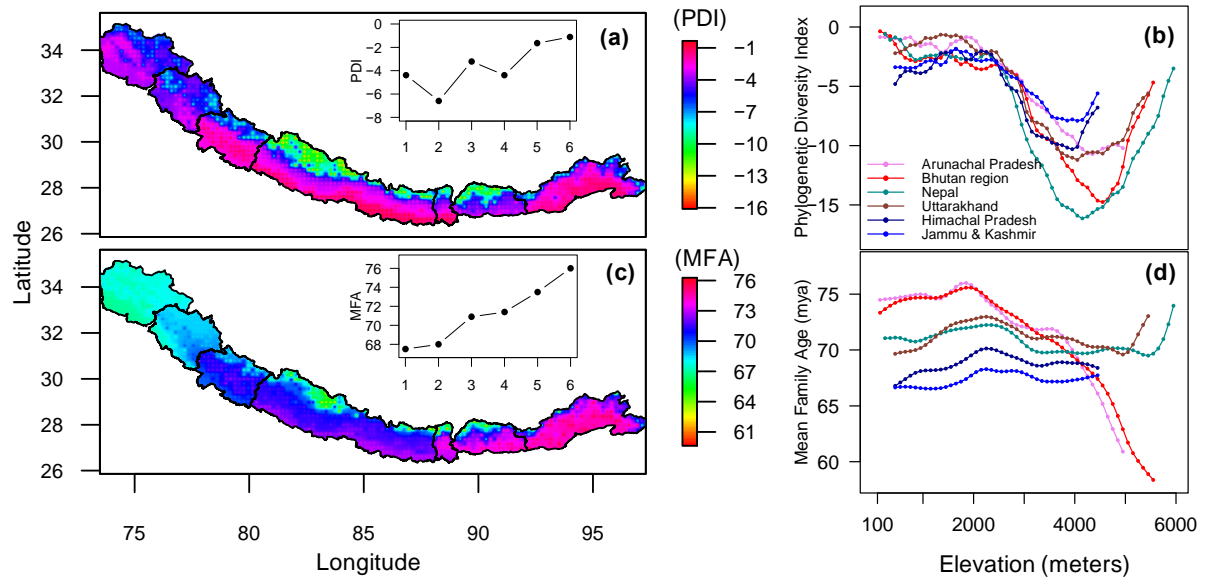 (PDI)
(a)
36
34
32
30
28
26
0
−2
−4
−6
−8
PDI
1 2 3 4 5 6
−1
−4
−7
−10
−13
−16
(b)
0
−5
−10
−15
Phylogenetic Diversity Index
Arunachal Pradesh
Bhutan region
Nepal
Uttarakhand
Himachal Pradesh
Jammu & Kashmir
Latitude
(MFA)
(c)
34
32
30
28
26
76
74
72
70
68
MFA
1 2 3 4 5 6
76
73
70
67
64
61
(d)
75
70
65
60
Mean Family Age (mya)
75 80 85 90 95
Longitude
100 2000 4000 6000
Elevation (meters)